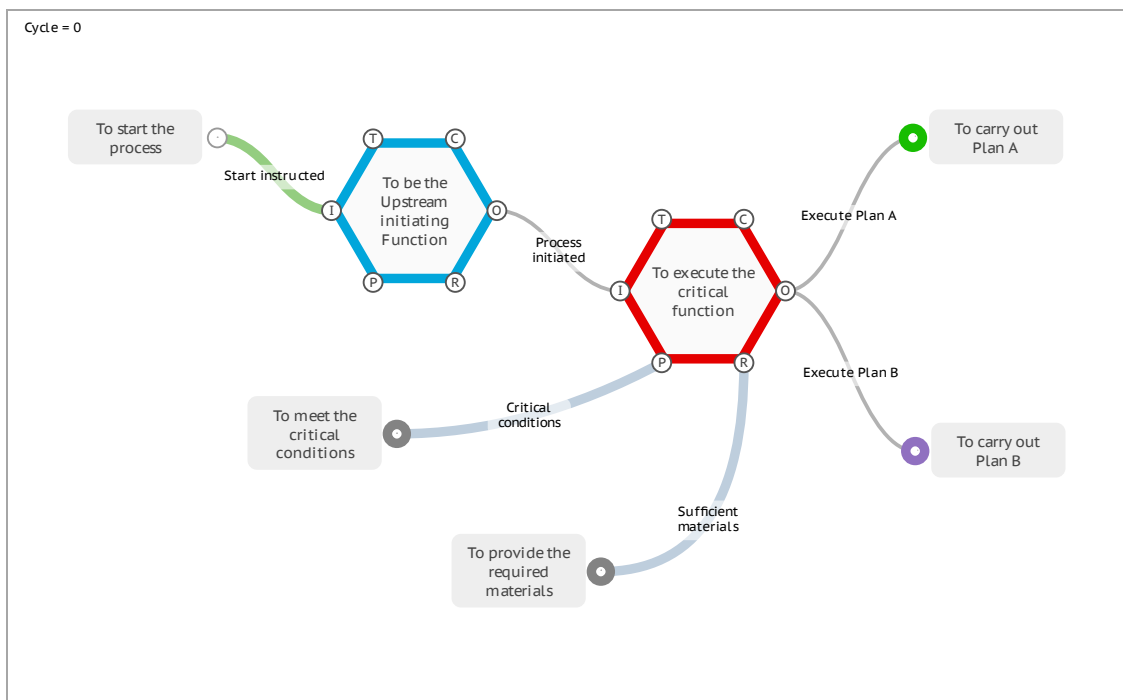 Cycle = 0
To start the
process
Start instructed
T
C
I
To be the
Upstream
initiating
Function
O
P
R
Process
initiated
T
C
I
To execute the
critical
function
O
P
R
Execute Plan A
To carry out
Plan A
Execute Plan B
To carry out
Plan B
To meet the
critical
conditions
Critical
conditions
To provide the
required
materials
Sufficient
materials